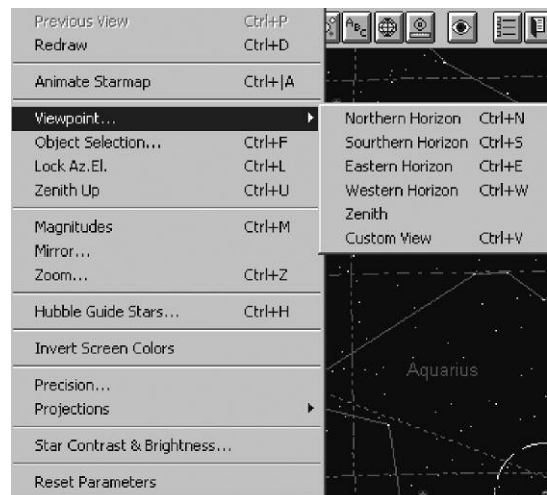 Previous View Ctrl+P
Redraw Ctrl+D
Animate Starmap Ctrl+|A
Viewpoint...
Object Selection... Ctrl+F
Lock Az.El. Ctrl+L
Zenith Up Ctrl+U
Magnitudes Ctrl+M
Mirror...
Zoom... Ctrl+Z
Hubble Guide Stars... Ctrl+H
Invert Screen Colors
Precision...
Projections
Star Contrast & Brightness...
Reset Parameters
ABC
Northern Horizon Ctrl+N
Sourthern Horizon Ctrl+S
Eastern Horizon Ctrl+E
Western Horizon Ctrl+W
Zenith
Custom View Ctrl+V
Aquarius